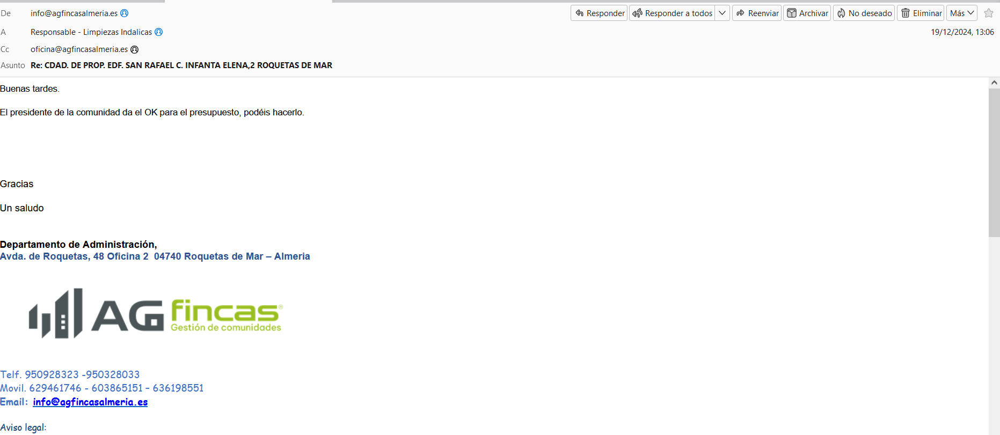 De info@agfincasalmeria.es Responder Responder a todos Reenviar Archivar No deseado Eliminar Más
A Responsable - Limpiezas Indalicas 19/12/2024, 13:06
Cc oficina@agfincasalmeria.es
Asunto Re: CDAD. DE PROP. EDF. SAN RAFAEL C. INFANTA ELENA,2 ROQUETAS DE MAR
Buenas tardes.
El presidente de la comunidad da el OK para el presupuesto, podéis hacerlo.
Gracias
Un saludo
Departamento de Administración,
Avda. de Roquetas, 48 Oficina 2  04740 Roquetas de Mar – Almeria
AG fincas®
Gestión de comunidades
Telf. 950928323 -950328033
Movil. 629461746 - 603865151 – 636198551
Email: info@agfincasalmeria.es
Aviso legal: